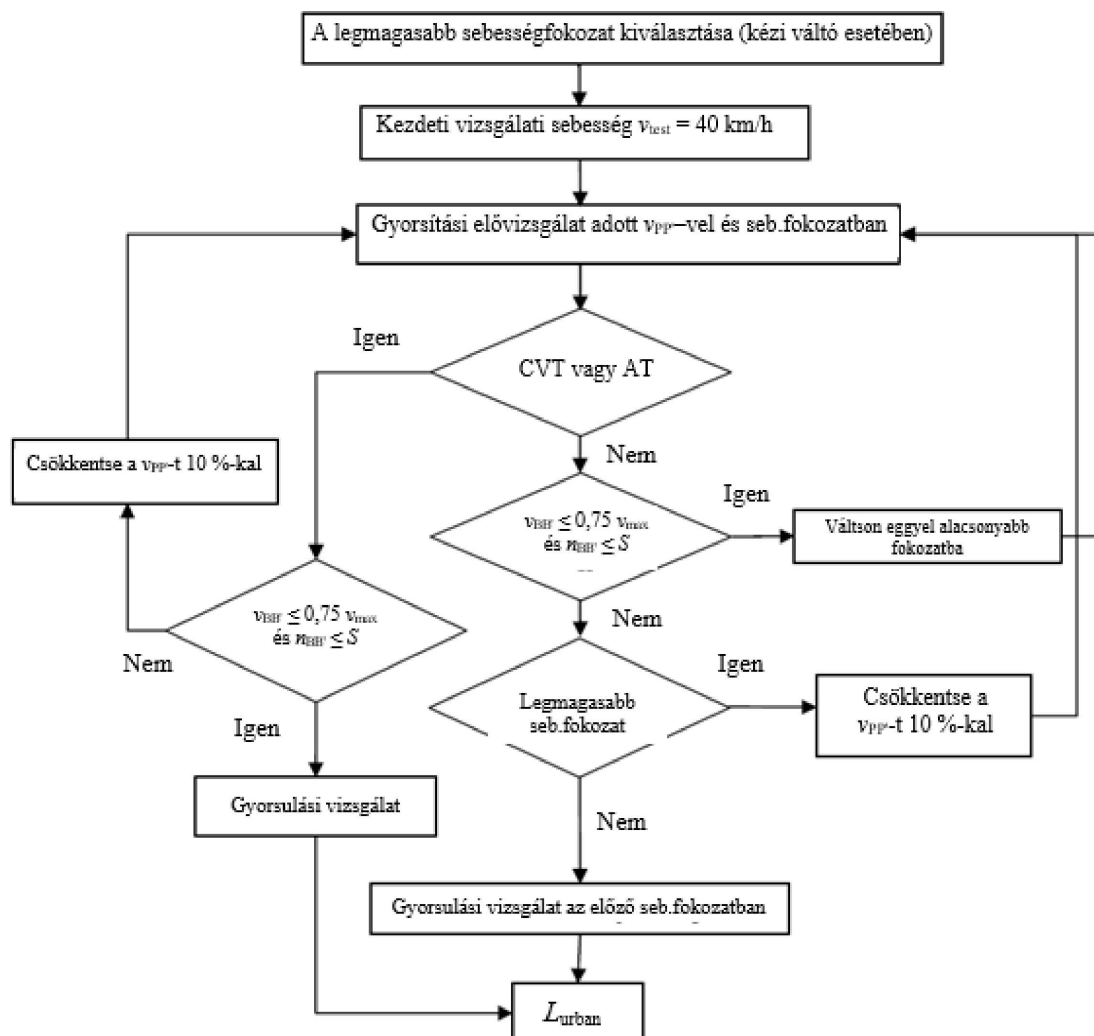 A legmagasabb sebességfokozat kiválasztása (kézi váltó esetében)
Kezdeti vizsgálati sebesség vtest = 40 km/h
Gyorsítási elővizsgálat adott vPP'–vel és seb.fokozatban
Igen
CVT vagy AT
Csökkentse a vPP'-t 10 %-kal
Nem
Igen
vBB' ≤ 0,75 vmax
és nBB' ≤ S
Váltson eggyel alacsonyabb
fokozatba
vBB' ≤ 0,75 vmax
és nBB' ≤ S
Nem
Nem
Igen
Legmagasabb
seb.fokozat
Csökkentse a
vPP'-t 10 %-kal
Igen
Gyorsulási vizsgálat
Nem
Gyorsulási vizsgálat az előző seb.fokozatban
Lurban